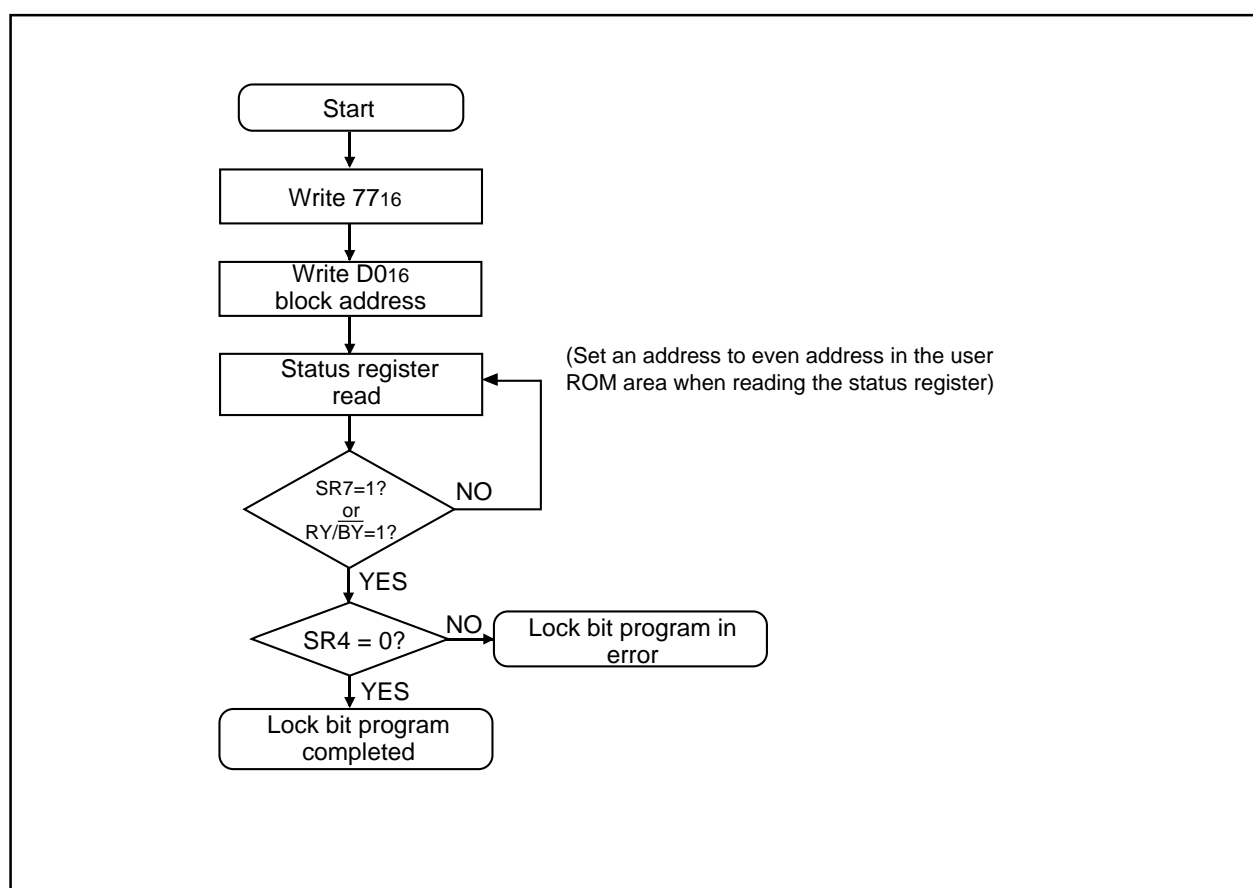 Start
Write 7716
Write D016
block address
Status register
read
(Set an address to even address in the user
ROM area when reading the status register)
SR7=1?
or
RY/B̅Y̅=1?
NO
YES
SR4 = 0?
NO
Lock bit program in
error
YES
Lock bit program
completed